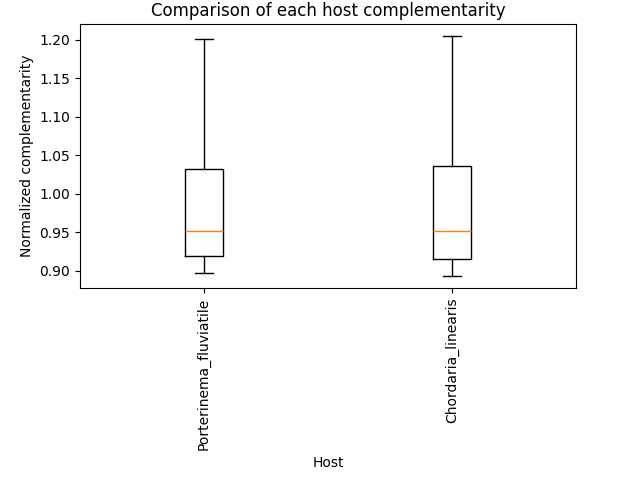 Comparison of each host complementarity
Normalized complementarity
1.20
1.15
1.10
1.05
1.00
0.95
0.90
Porterinema_fluviatile
Chordaria_linearis
Host